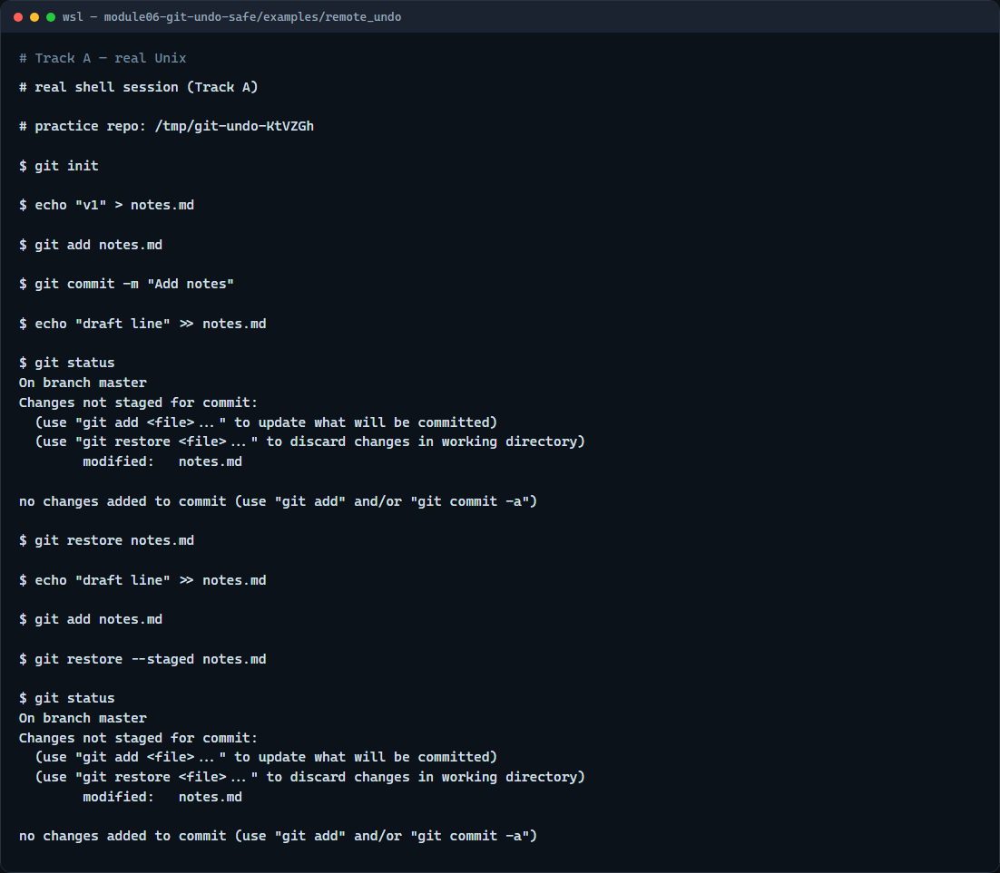 wsl — module06-git-undo-safe/examples/remote_undo
# Track A — real Unix
# real shell session (Track A)
# practice repo: /tmp/git-undo-KtVZGh
$ git init
$ echo "v1" > notes.md
$ git add notes.md
$ git commit -m "Add notes"
$ echo "draft line" >> notes.md
$ git status
On branch master
Changes not staged for commit:
  (use "git add <file>..." to update what will be committed)
  (use "git restore <file>..." to discard changes in working directory)
        modified:   notes.md
no changes added to commit (use "git add" and/or "git commit -a")
$ git restore notes.md
$ echo "draft line" >> notes.md
$ git add notes.md
$ git restore --staged notes.md
$ git status
On branch master
Changes not staged for commit:
  (use "git add <file>..." to update what will be committed)
  (use "git restore <file>..." to discard changes in working directory)
        modified:   notes.md
no changes added to commit (use "git add" and/or "git commit -a")